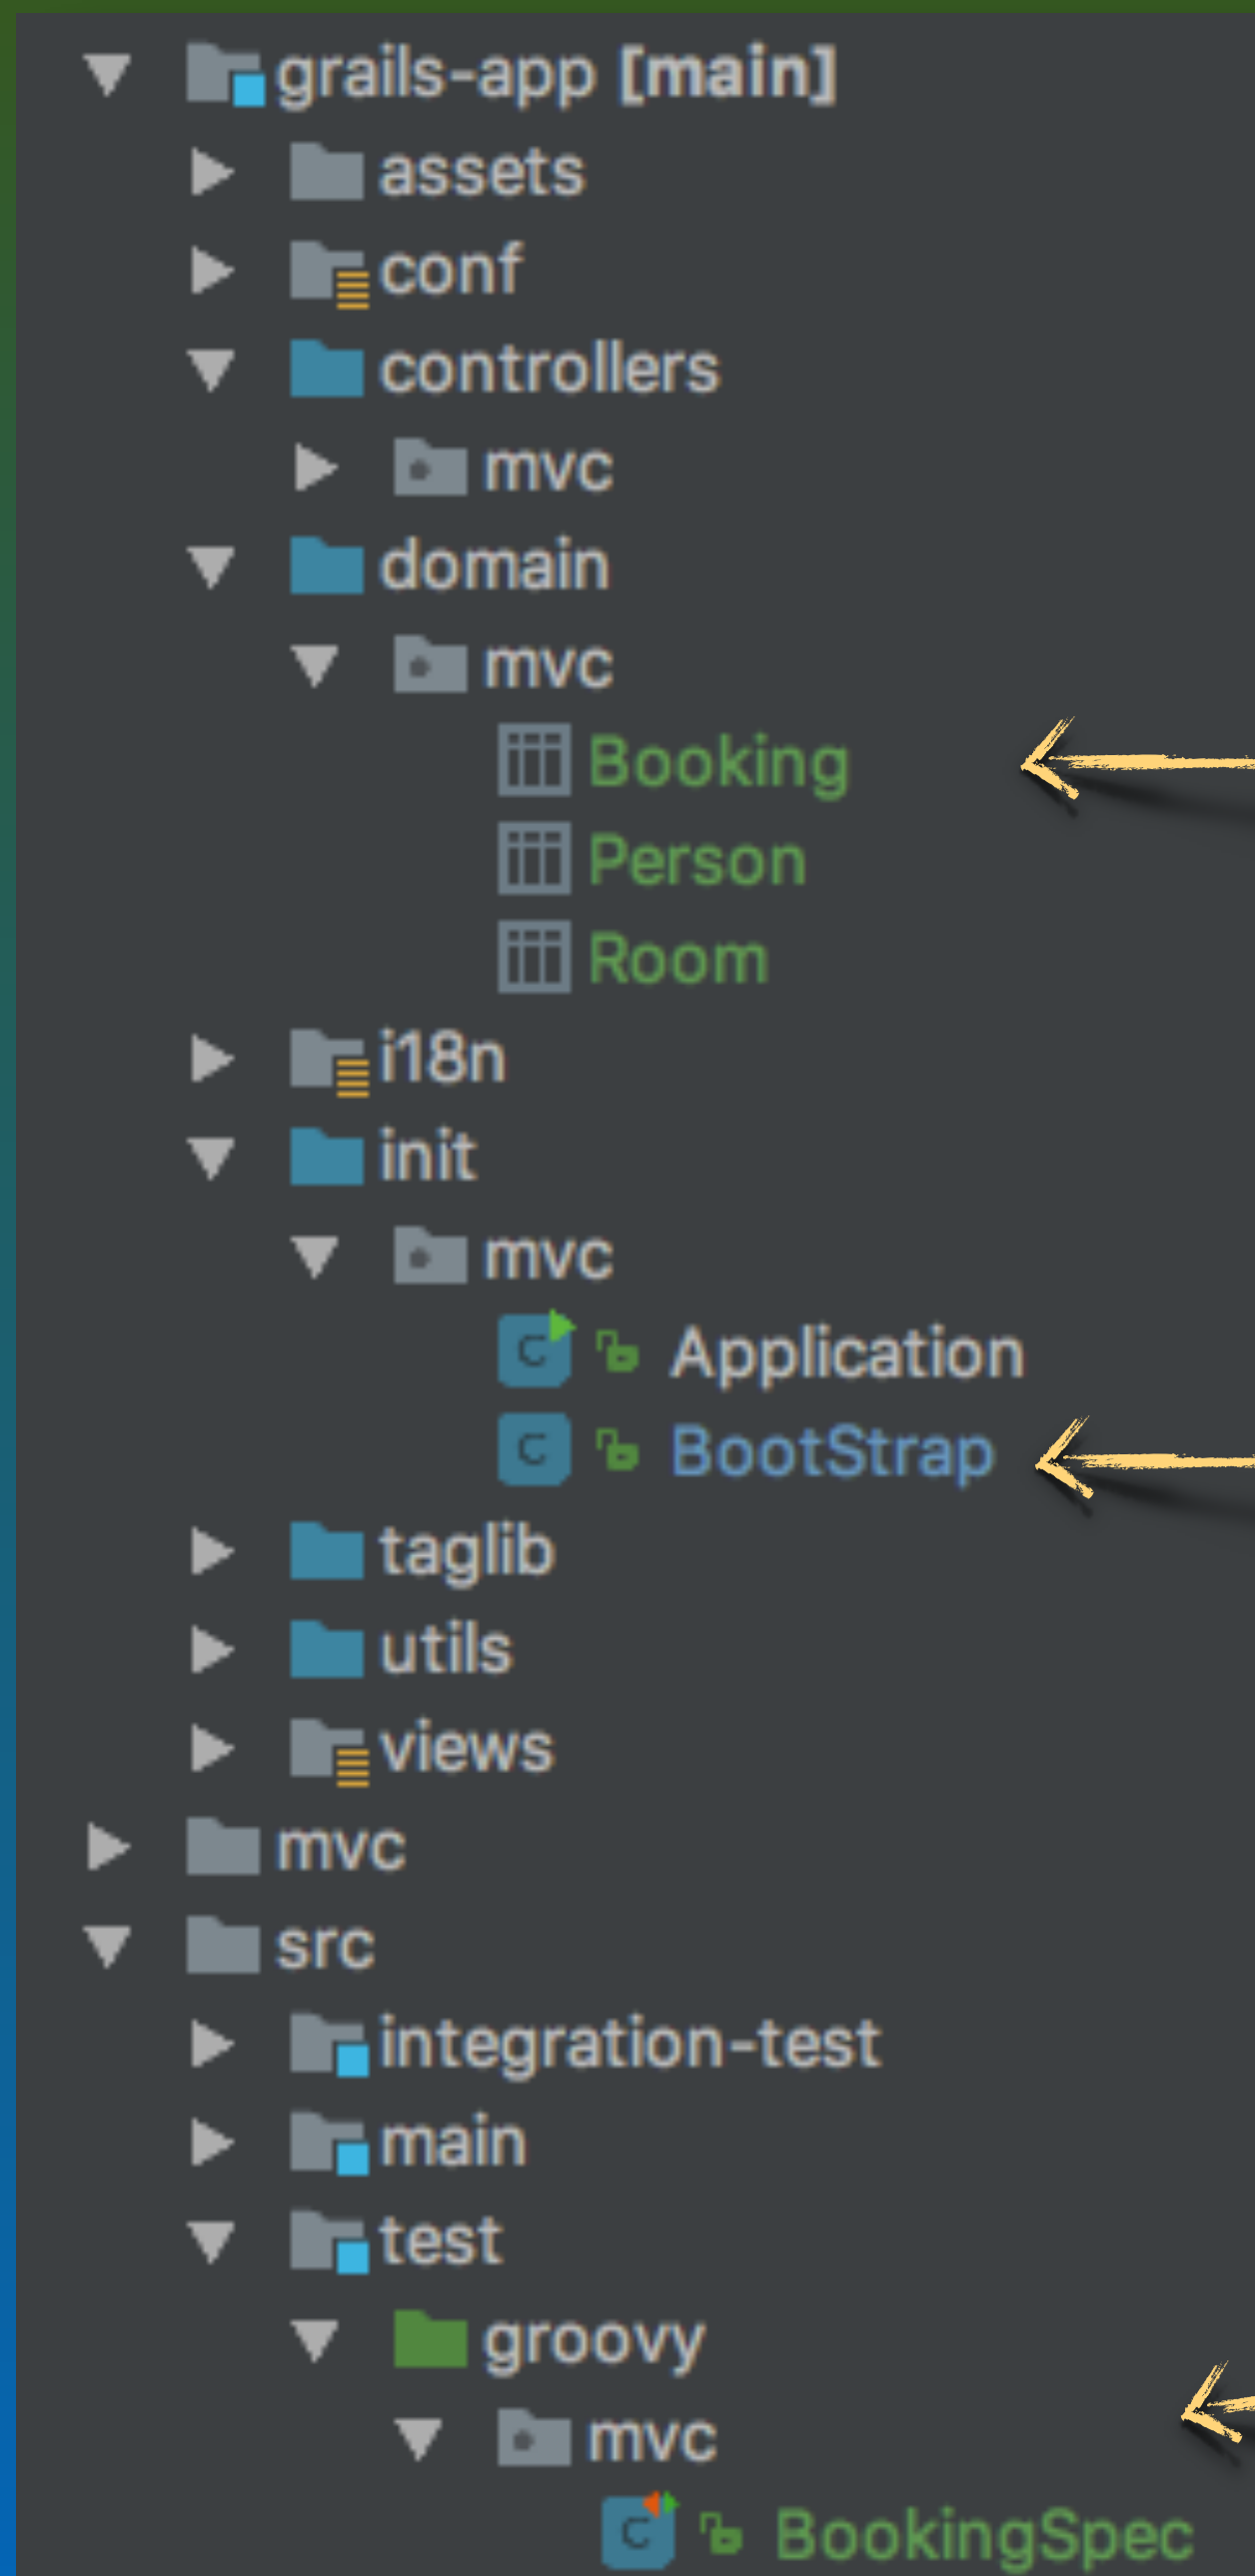 grails-app [main]
assets
conf
controllers
mvc
domain
mvc
Booking
Person
Room
i18n
init
mvc
Application
BootStrap
taglib
utils
views
mvc
src
integration-test
main
test
groovy
mvc
BookingSpec